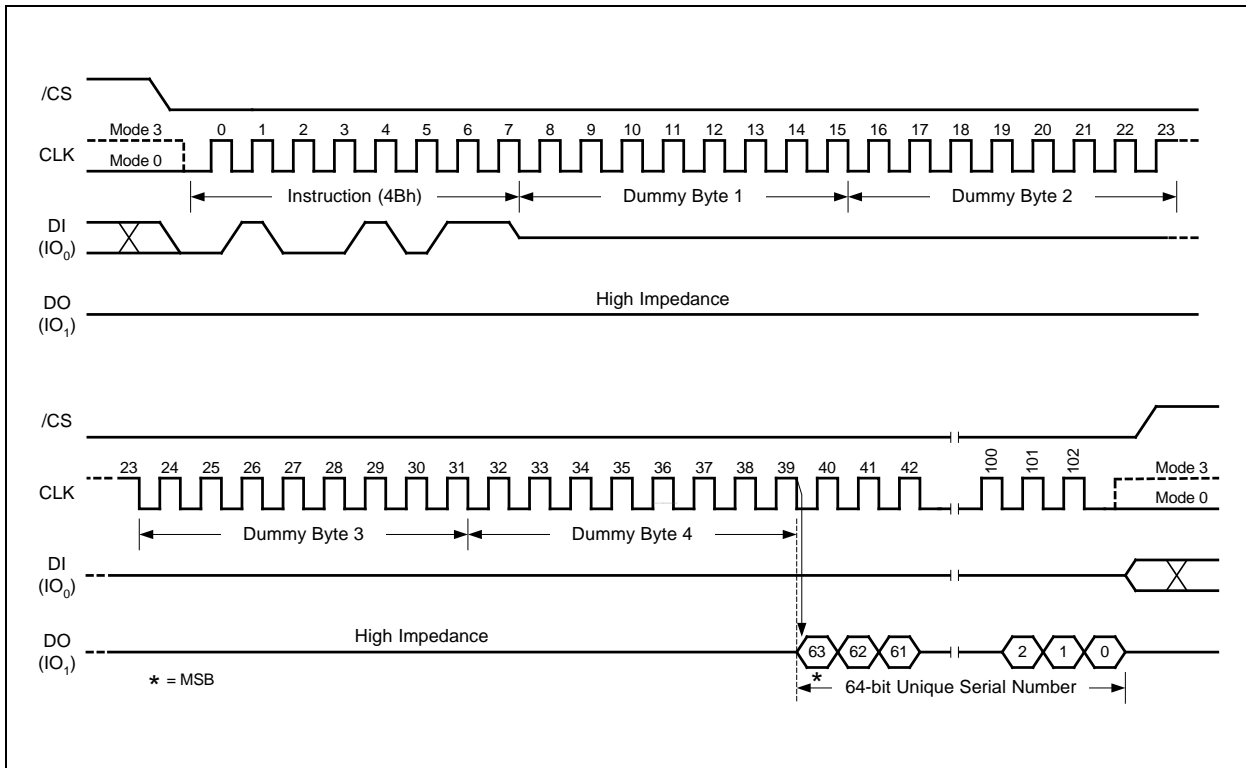 /CS
Mode 3 0 1 2 3 4 5 6 7 8 9 10 11 12 13 14 15 16 17 18 19 20 21 22 23
CLK
Mode 0
Instruction (4Bh) Dummy Byte 1 Dummy Byte 2
DI
(IO0)
High Impedance
DO
(IO1)
/CS
23 24 25 26 27 28 29 30 31 32 33 34 35 36 37 38 39 40 41 42 100 101 102 Mode 3
CLK
Mode 0
Dummy Byte 3 Dummy Byte 4
DI
(IO0)
High Impedance
DO
(IO1)
63 62 61 2 1 0
* = MSB
*
64-bit Unique Serial Number